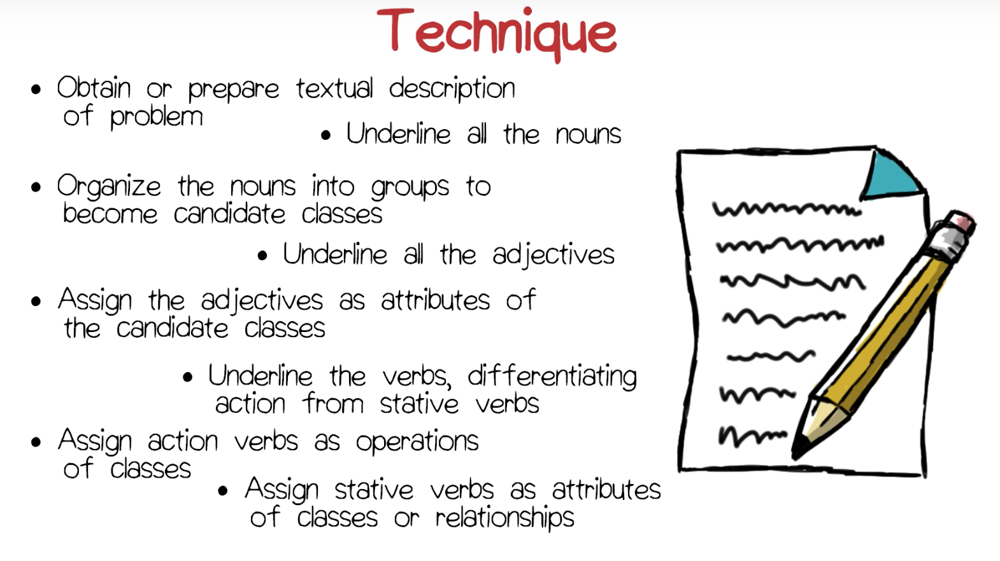 Technique
• Obtain or prepare textual description
of problem
• Underline all the nouns
• Organize the nouns into groups to
become candidate classes
• Underline all the adjectives
• Assign the adjectives as attributes of
the candidate classes
• Underline the verbs, differentiating
action from stative verbs
• Assign action verbs as operations
of classes
• Assign stative verbs as attributes
of classes or relationships